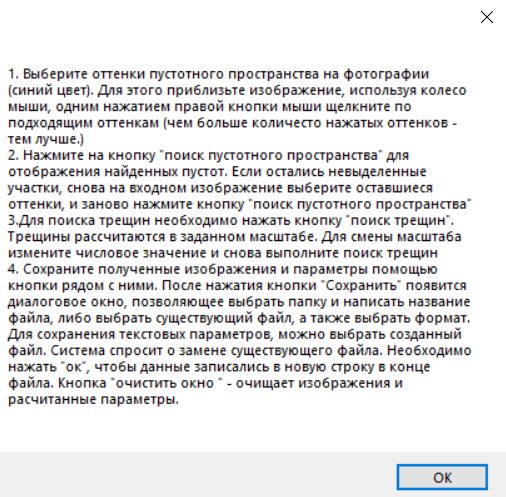 1. Выберите оттенки пустотного пространства на фотографии
(синий цвет). Для этого приблизьте изображение, используя колесо
мыши, одним нажатием правой кнопки мыши щелкните по
подходящим оттенкам (чем больше количесто нажатых оттенков -
тем лучше.)
2. Нажмите на кнопку "поиск пустотного пространства" для
отображения найденных пустот. Если остались невыделенные
участки, снова на входном изображение выберите оставшиеся
оттенки, и заново нажмите кнопку "поиск пустотного пространства"
3.Для поиска трещин необходимо нажать кнопку "поиск трещин".
Трещины рассчитаются в заданном масштабе. Для смены масштаба
измените числовое значение и снова выполните поиск трещин
4. Сохраните полученные изображения и параметры помощью
кнопки рядом с ними. После нажатия кнопки "Сохранить" появится
диалоговое окно, позволяющее выбрать папку и написать название
файла, либо выбрать существующий файл, а также выбрать формат.
Для сохранения текстовых параметров, можно выбрать созданный
файл. Система спросит о замене существующего файла. Необходимо
нажать "ок", чтобы данные записались в новую строку в конце
файла. Кнопка "очистить окно " - очищает изображения и
расчитанные параметры.
ОК